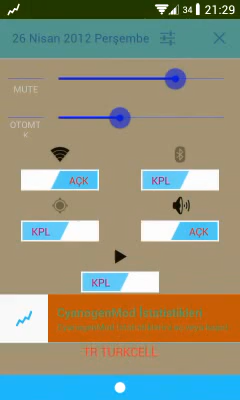 34
21:29
26 Nisan 2012 Perşembe
MUTE
OTOMT
K
AÇK
KPL
KPL
AÇK
KPL
CyanogenMod İstatistikleri
TR TURKCELL